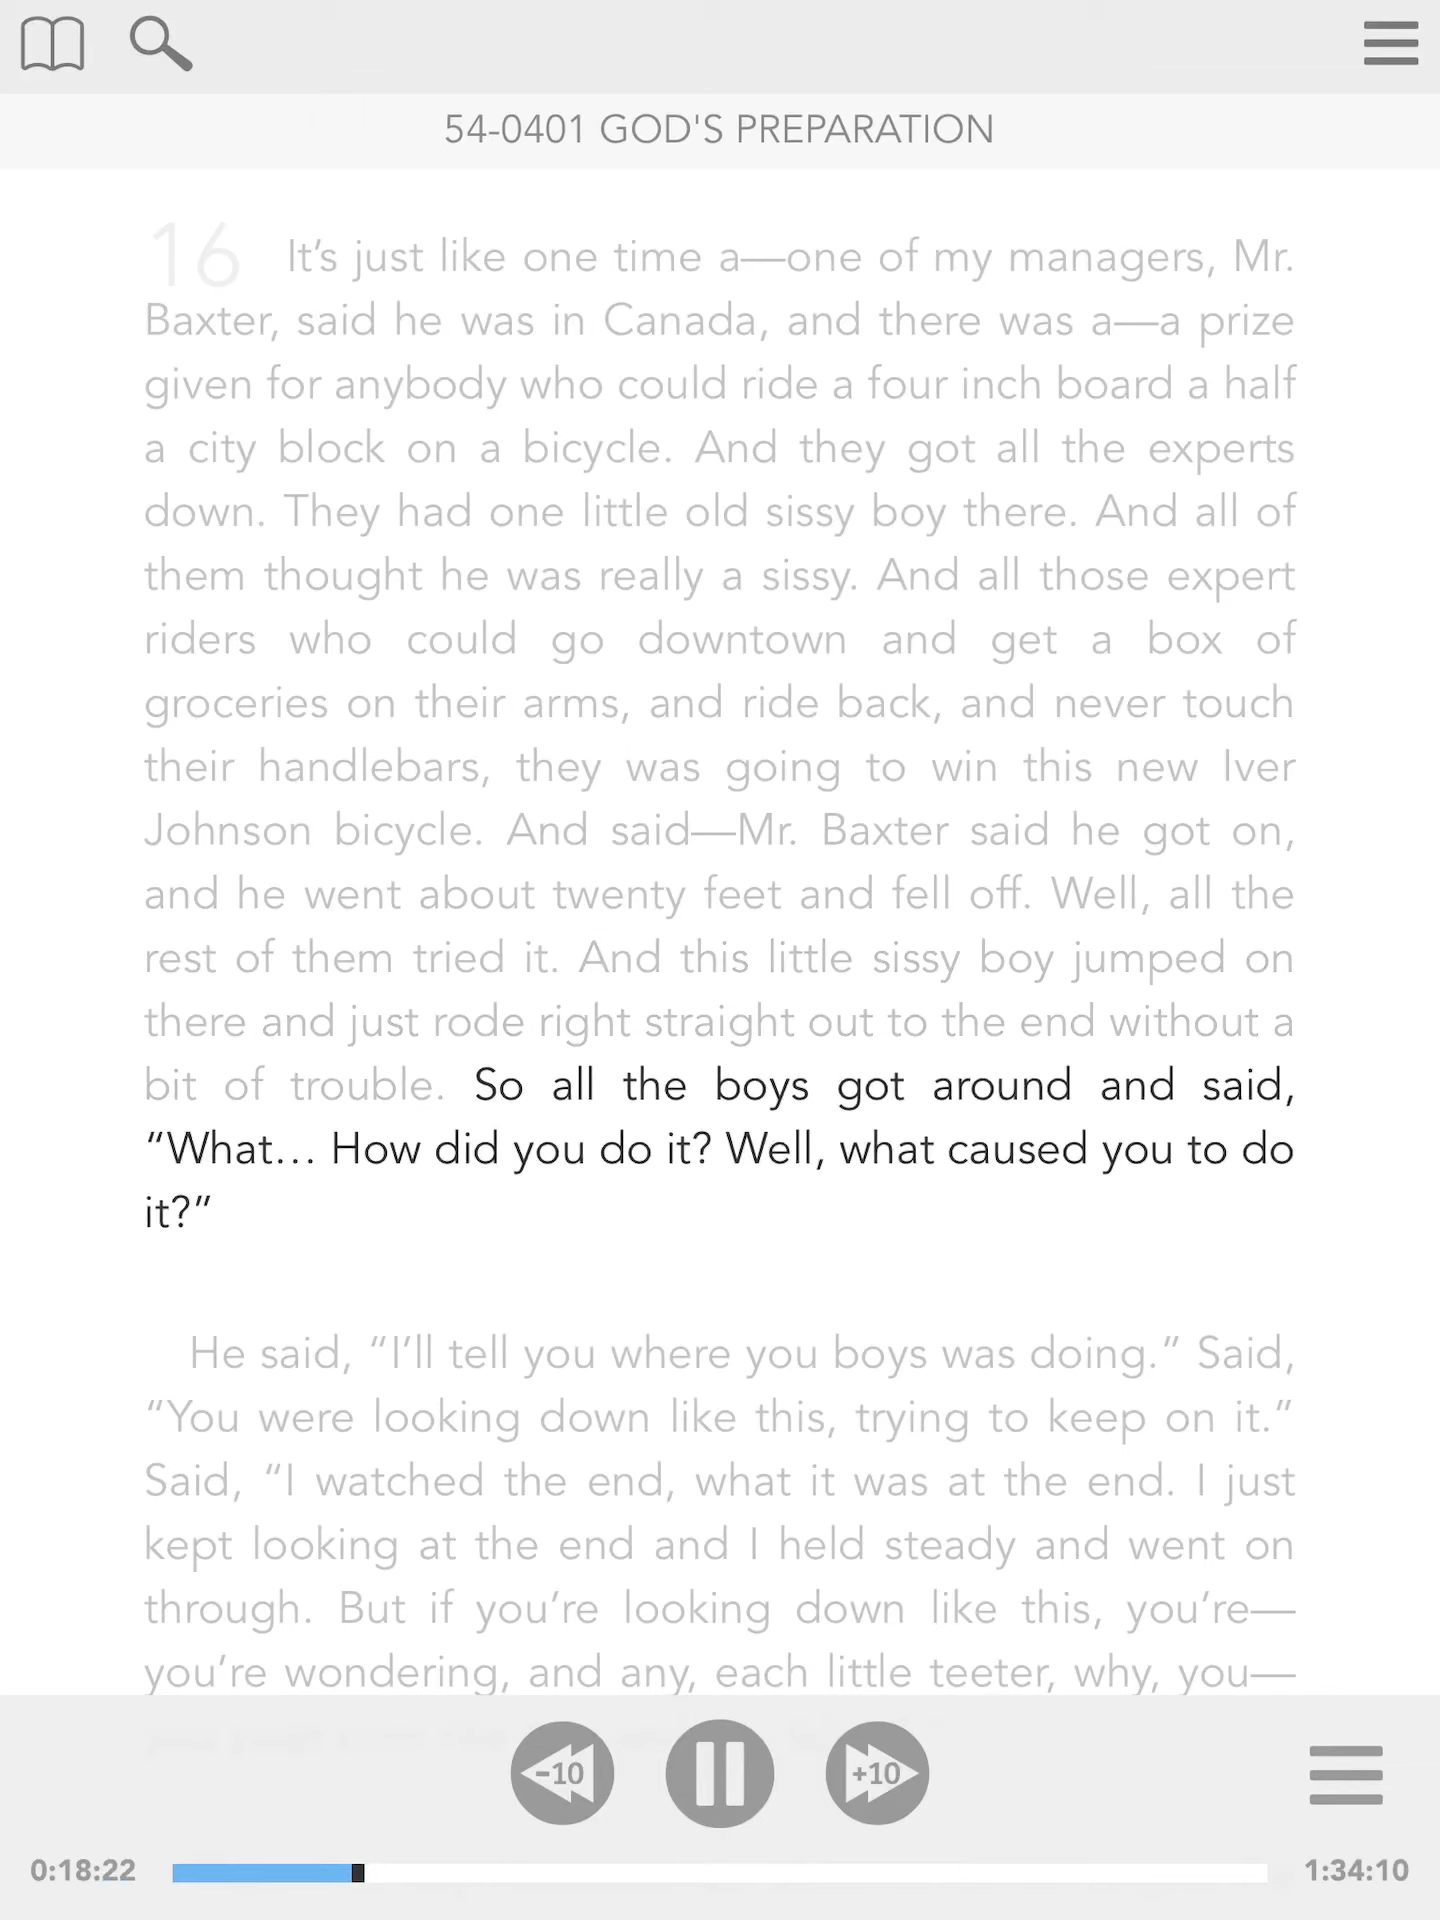 54-0401 GOD'S PREPARATION
16 It’s just like one time a—one of my managers, Mr.
Baxter, said he was in Canada, and there was a—a prize
given for anybody who could ride a four inch board a half
a city block on a bicycle. And they got all the experts
down. They had one little old sissy boy there. And all of
them thought he was really a sissy. And all those expert
riders who could go downtown and get a box of
groceries on their arms, and ride back, and never touch
their handlebars, they was going to win this new Iver
Johnson bicycle. And said—Mr. Baxter said he got on,
and he went about twenty feet and fell off. Well, all the
rest of them tried it. And this little sissy boy jumped on
there and just rode right straight out to the end without a
bit of trouble. So all the boys got around and said,
“What… How did you do it? Well, what caused you to do
it?”
He said, “I’ll tell you where you boys was doing.” Said,
“You were looking down like this, trying to keep on it.”
Said, “I watched the end, what it was at the end. I just
kept looking at the end and I held steady and went on
through. But if you’re looking down like this, you’re—
you’re wondering, and any, each little teeter, why, you—
-10 +10
0:18:22 1:34:10